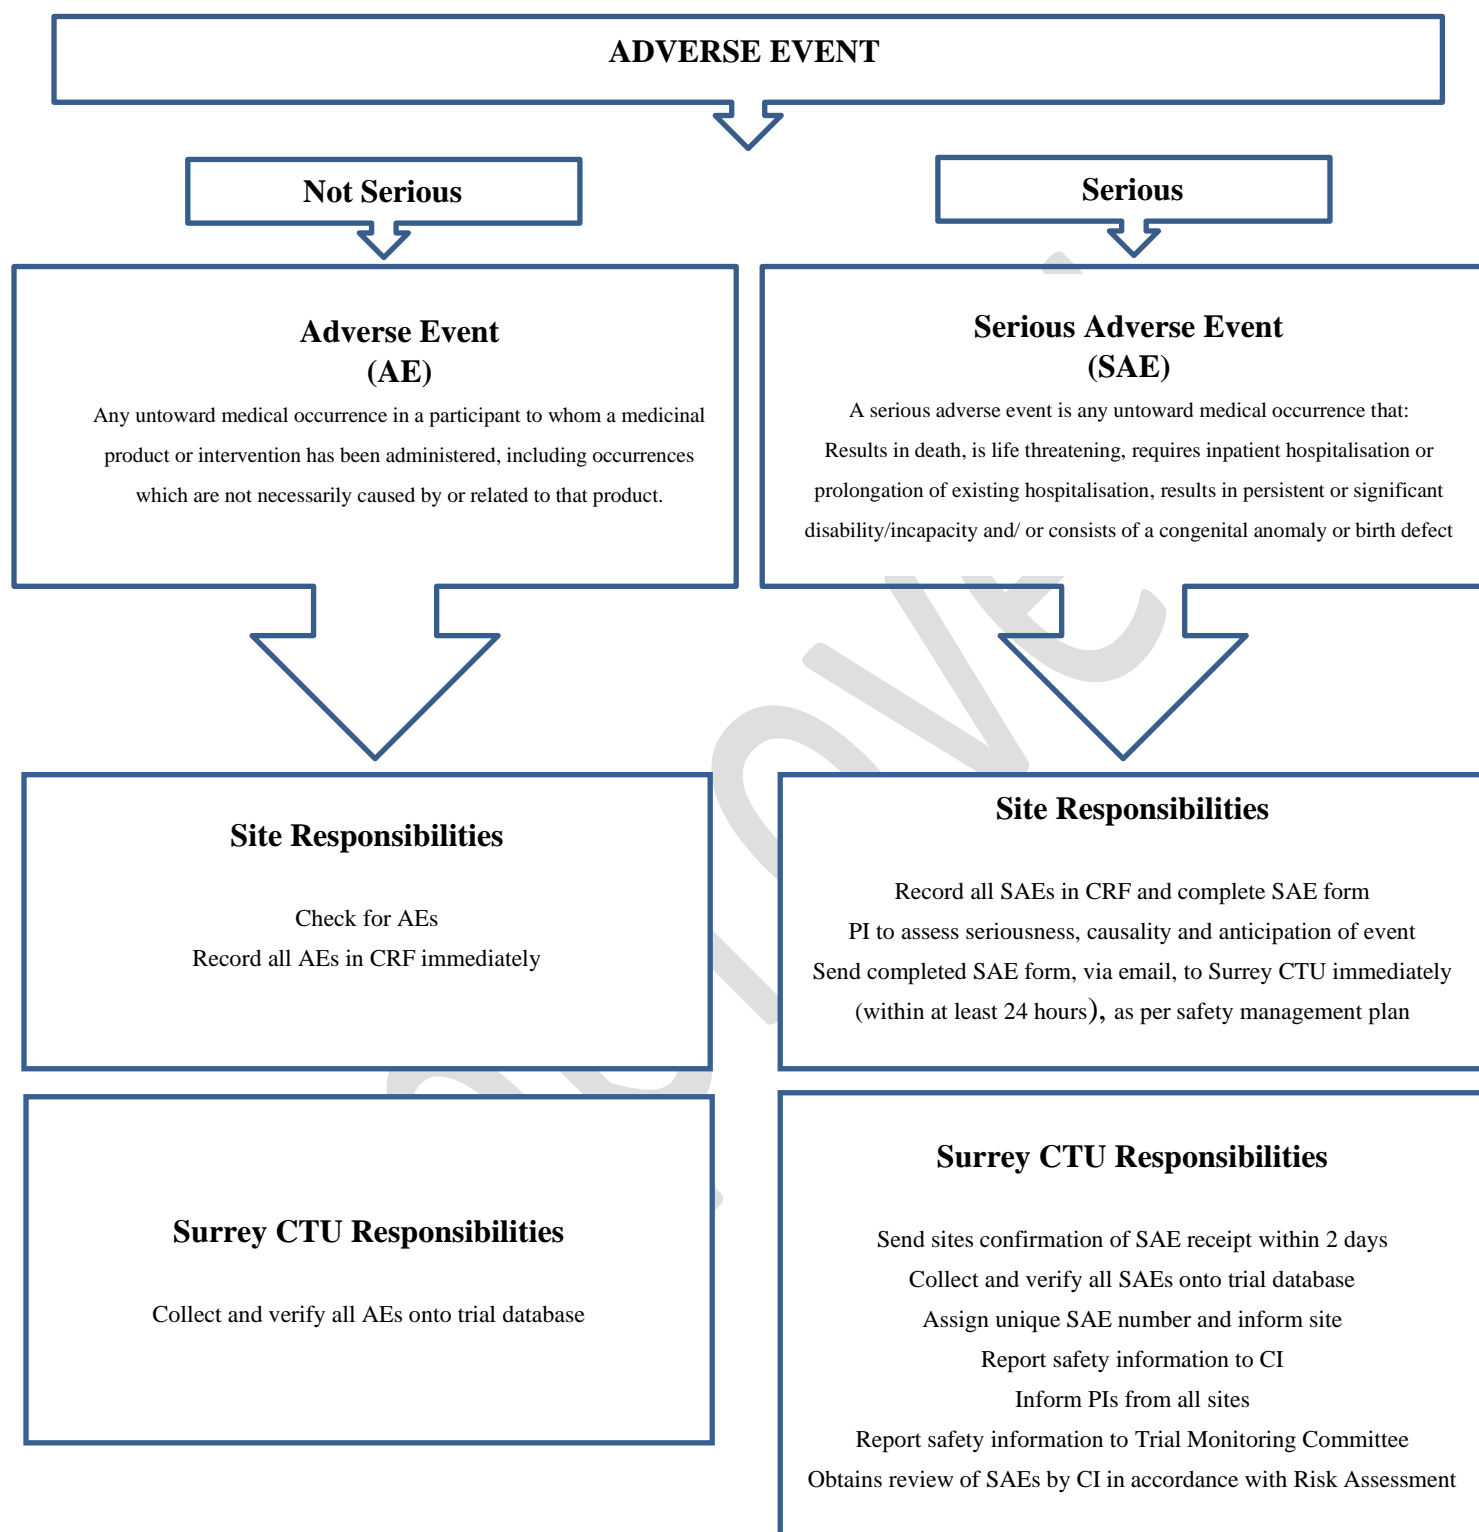 ADVERSE EVENT
Not Serious
Serious
Adverse Event
(AE)
Any untoward medical occurrence in a participant to whom a medicinal
product or intervention has been administered, including occurrences
which are not necessarily caused by or related to that product.
Serious Adverse Event
(SAE)
A serious adverse event is any untoward medical occurrence that:
Results in death, is life threatening, requires inpatient hospitalisation or
prolongation of existing hospitalisation, results in persistent or significant
disability/incapacity and/ or consists of a congenital anomaly or birth defect
Site Responsibilities
Check for AEs
Record all AEs in CRF immediately
Site Responsibilities
Record all SAEs in CRF and complete SAE form
PI to assess seriousness, causality and anticipation of event
Send completed SAE form, via email, to Surrey CTU immediately
(within at least 24 hours), as per safety management plan
Surrey CTU Responsibilities
Collect and verify all AEs onto trial database
Surrey CTU Responsibilities
Send sites confirmation of SAE receipt within 2 days
Collect and verify all SAEs onto trial database
Assign unique SAE number and inform site
Report safety information to CI
Inform PIs from all sites
Report safety information to Trial Monitoring Committee
Obtains review of SAEs by CI in accordance with Risk Assessment